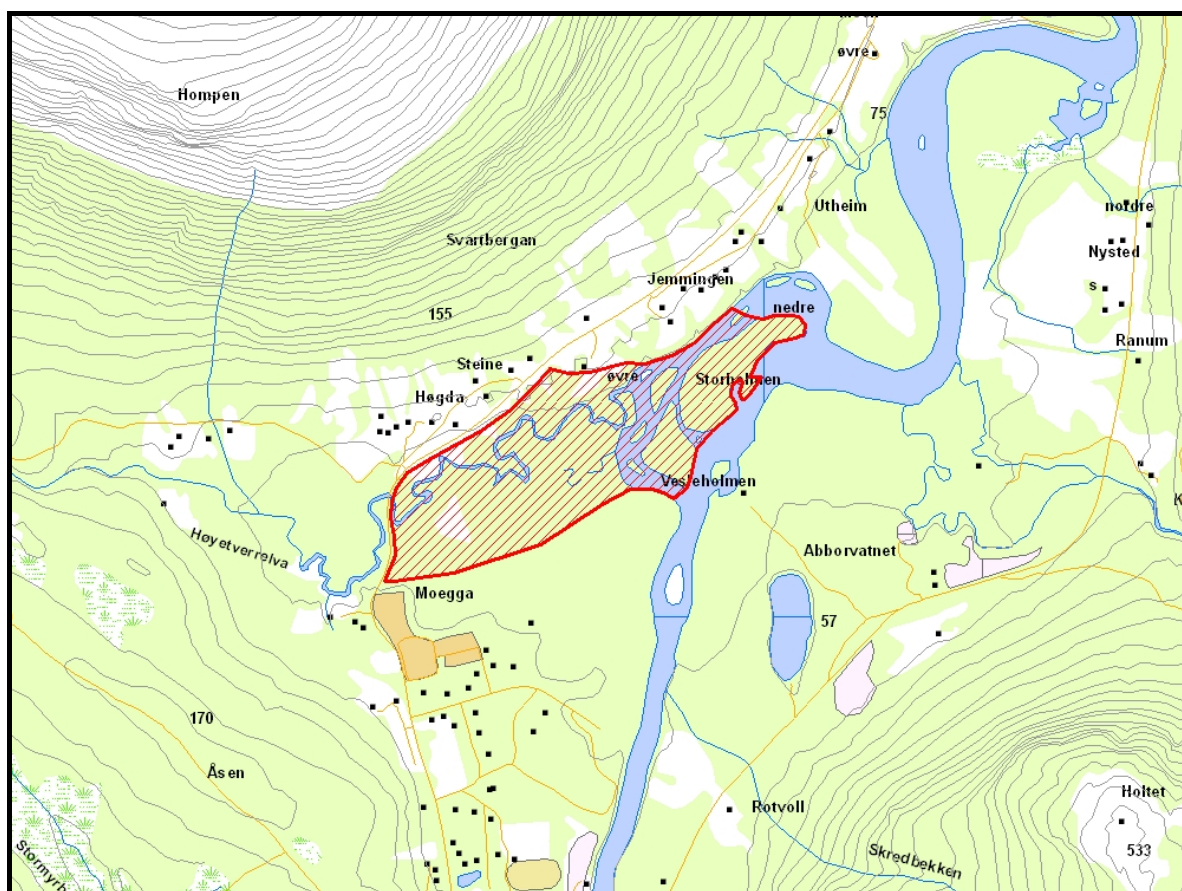 øvre
Hompen
75
Utheim
nordre
Svartbergan
Nysted
Jemmingen
S
nedre
155
Ranum
Steine
øvre
Storholmen
Høgda
N
Vesleholmen
K
ø
Høyetverrelva
Abborvatnet
Moegga
57
170
Åsen
Holtet
Rotvoll
533
Skredbekken